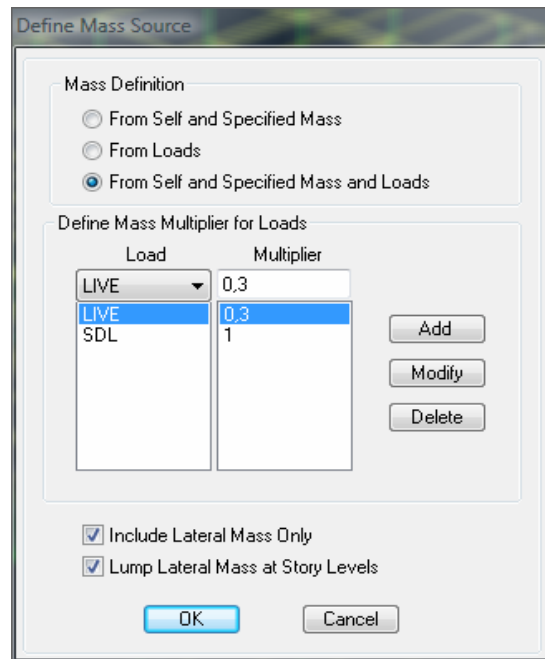 Define Mass Source
Mass Definition
From Self and Specified Mass
From Loads
From Self and Specified Mass and Loads
Define Mass Multiplier for Loads
Load Multiplier
LIVE 0,3
LIVE 0,3
SDL 1
Add
Modify
Delete
Include Lateral Mass Only
Lump Lateral Mass at Story Levels
OK Cancel